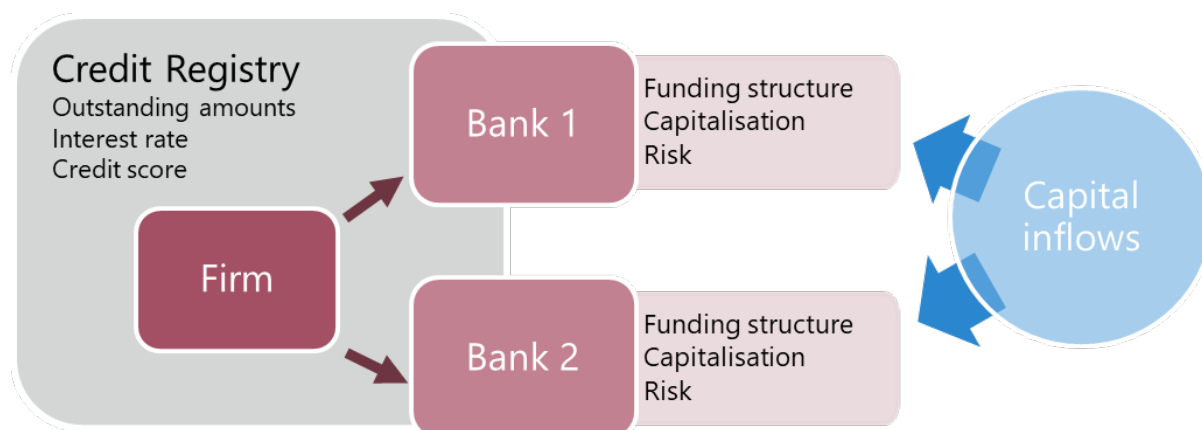 Credit Registry
Outstanding amounts
Interest rate
Credit score
Firm
Bank 1
Funding structure
Capitalisation
Risk
Bank 2
Funding structure
Capitalisation
Risk
Capital
inflows